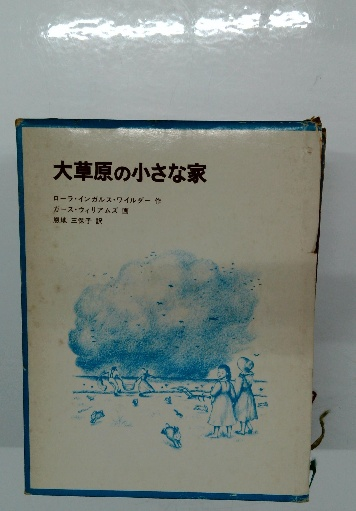 大草原の小さな家
ローラ・インガルス・ワイルダー 作
ガース・ウィリアムズ 画
恩地 三保子 訳